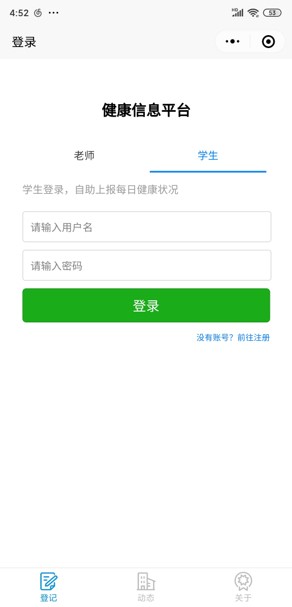 4:52
HD
53
登录
健康信息平台
老师
学生
学生登录，自助上报每日健康状况
请输入用户名
请输入密码
登录
没有账号？前往注册
登记
动态
关于